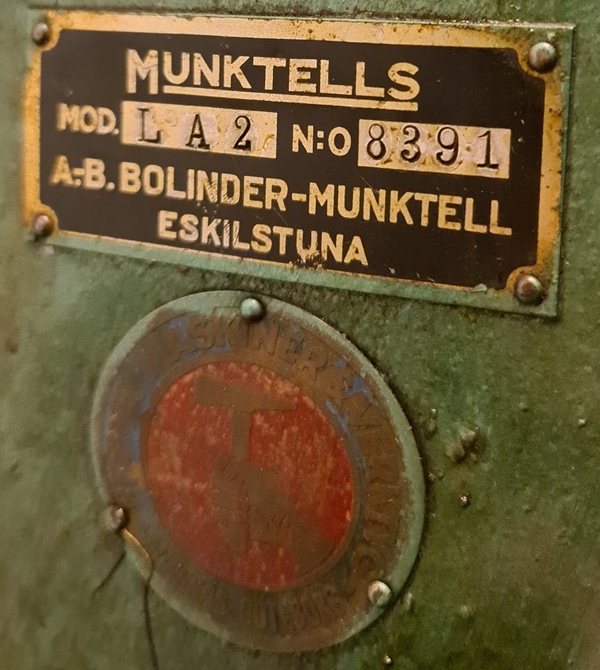 MUNKTELLS
MOD. LA2 N:O 8391
A.-B. BOLINDER-MUNKTELL
ESKILSTUNA